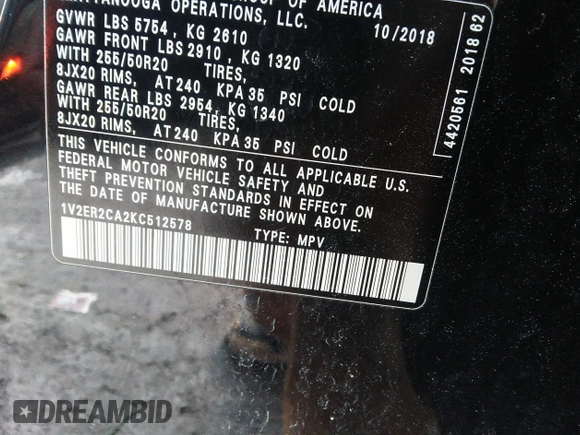 OF AMERICA
OPERATIONS, LLC.
10/2018
GVWR LBS 5754 , KG 2610
GAWR FRONT LBS 2910 , KG 1320
WITH 255/50R20 TIRES,
8JX20 RIMS, AT 240 KPA 35 PSI COLD
GAWR REAR LBS 2954, KG 1340
WITH 255/50R20 TIRES,
8JX20 RIMS, AT 240 KPA 35 PSI COLD
THIS VEHICLE CONFORMS TO ALL APPLICABLE U.S.
FEDERAL MOTOR VEHICLE SAFETY AND
THEFT PREVENTION STANDARDS IN EFFECT ON
THE DATE OF MANUFACTURE SHOWN ABOVE.
1V2ER2CA2KC512578 TYPE: MPV
4420561 2018 62
DREAMBID